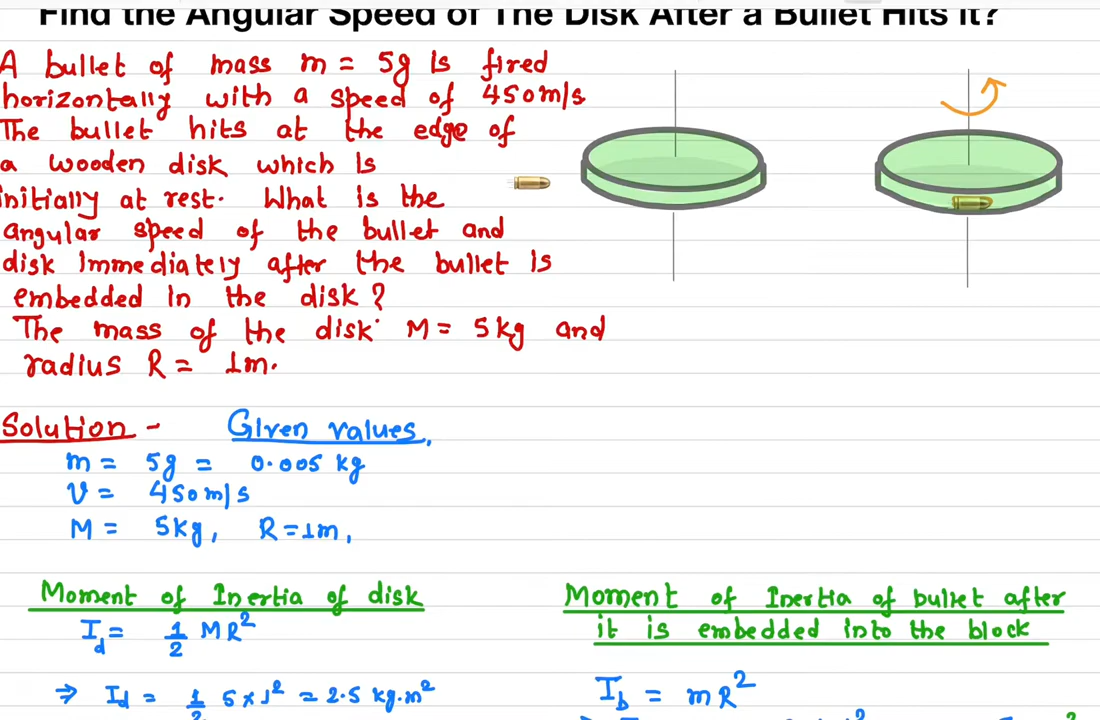 Find the Angular Speed of The Disk After a Bullet Hits It?
A bullet of mass m = 5g is fired
horizontally with a speed of 450m/s.
The bullet hits at the edge of
a wooden disk which is
initially at rest. What is the
angular speed of the bullet and
disk immediately after the bullet is
embedded in the disk?
The mass of the disk M = 5kg and
radius R = 1m.
Solution - Given values,
m = 5g = 0.005 kg
v = 450m/s
M = 5kg, R=1m,
Moment of Inertia of disk
I_d = 1/2 MR²
⇒ I_d = 1/2 5×1² = 2.5 kg.m²
Moment of Inertia of bullet after
it is embedded into the block
I_b = mR²